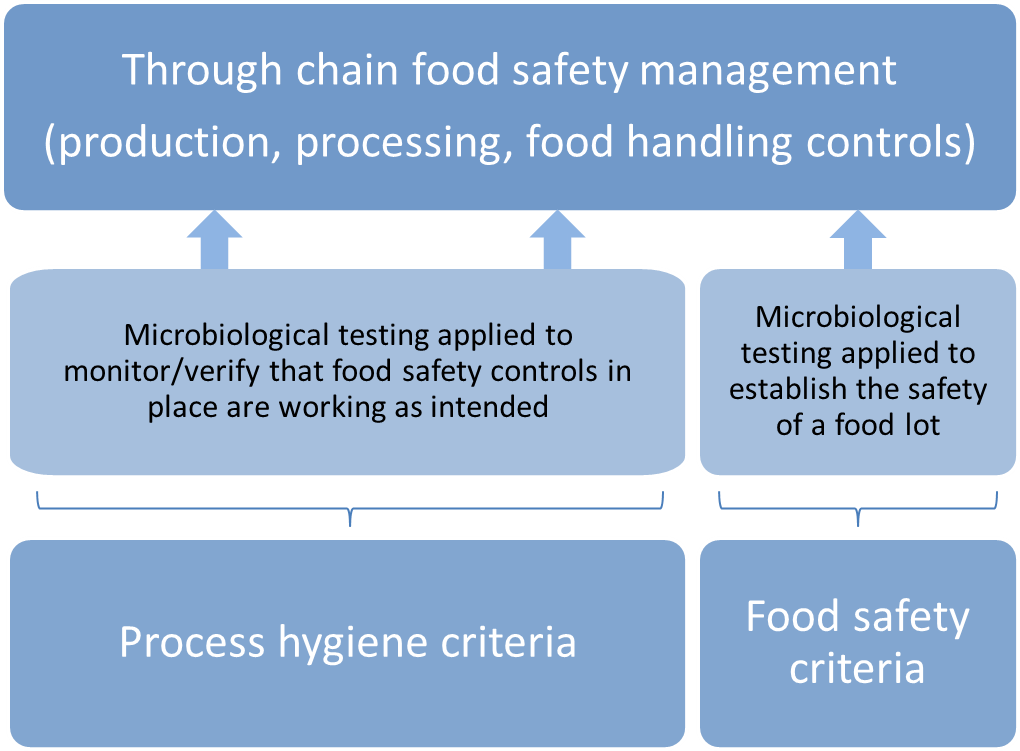 Through chain food safety management
(production, processing, food handling controls)
Microbiological testing applied to
monitor/verify that food safety controls in
place are working as intended
Microbiological
testing applied to
establish the safety
of a food lot
Process hygiene criteria
Food safety
criteria